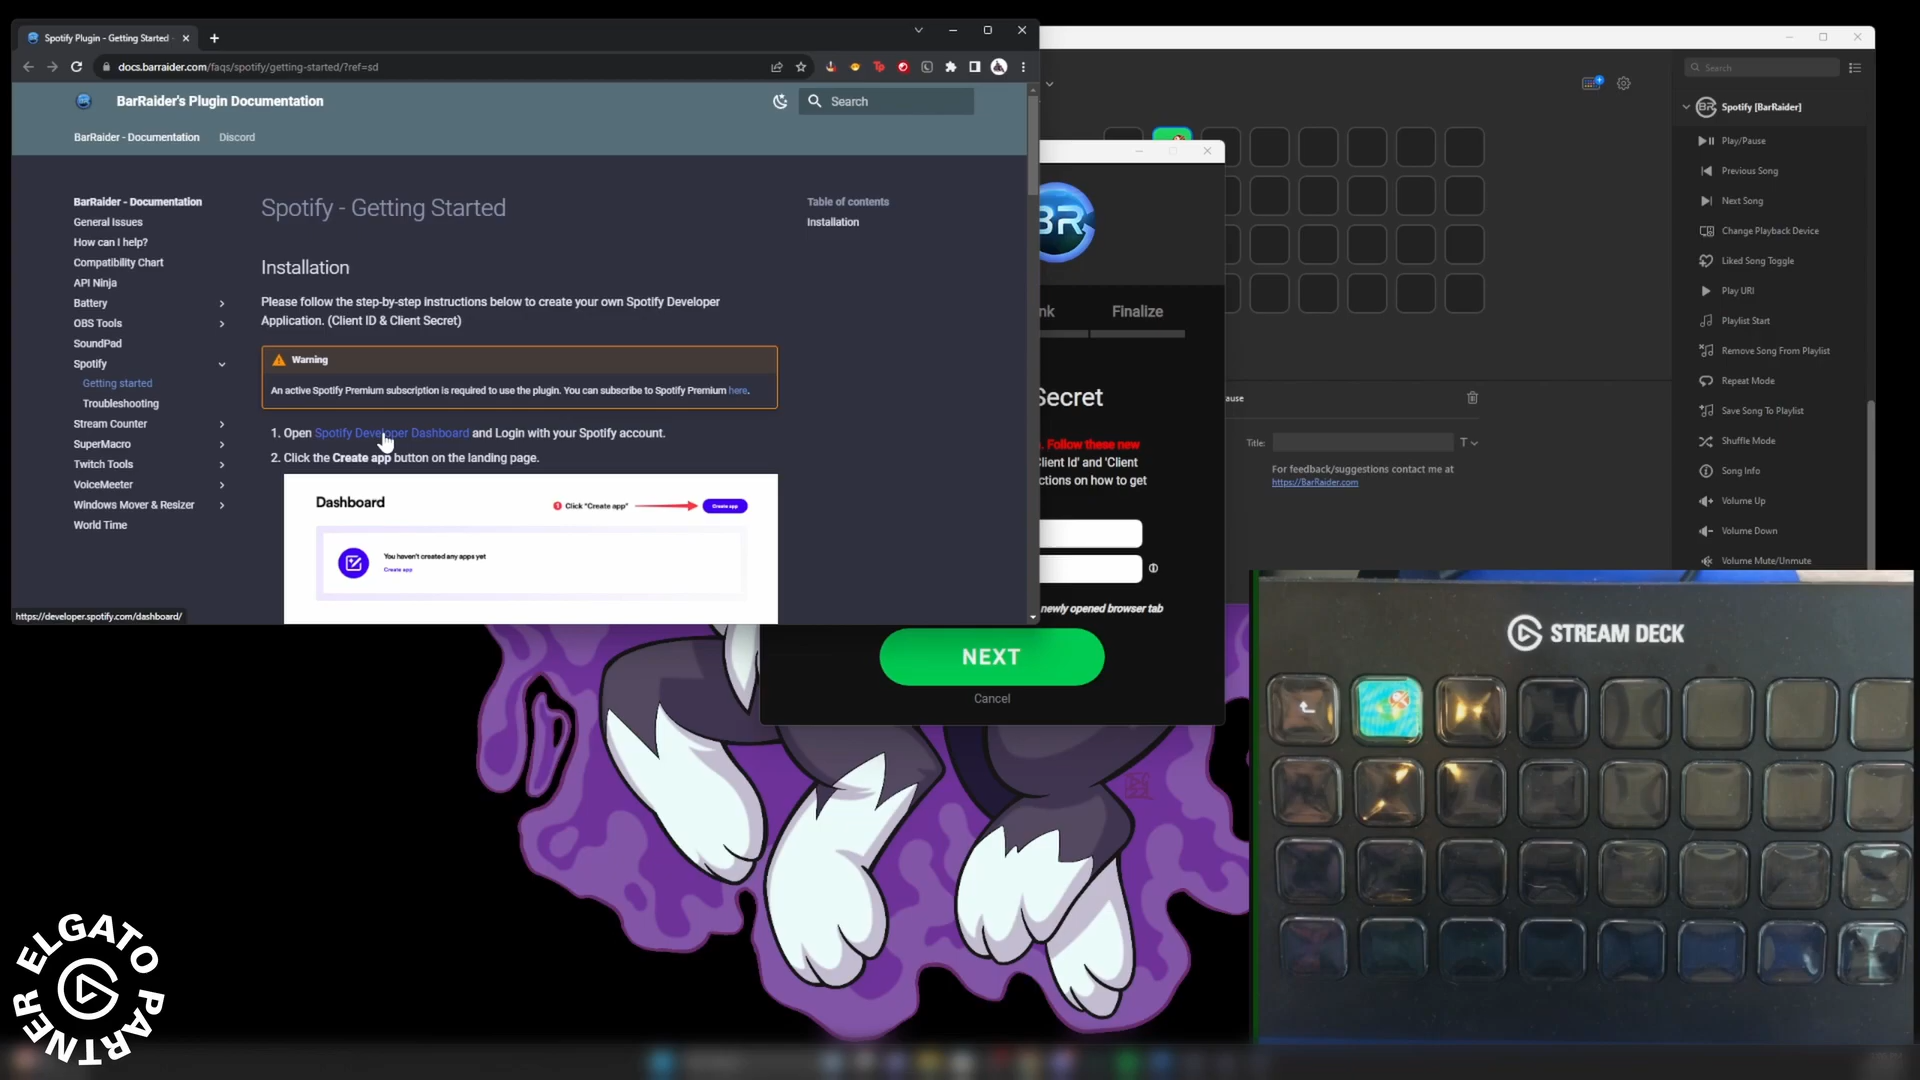 Spotify Plugin - Getting Started
docs.barraider.com/faqs/spotify/getting-started/?ref=sd
BarRaider's Plugin Documentation
Search
BarRaider - Documentation
Discord
BarRaider - Documentation
General Issues
How can I help?
Compatibility Chart
API Ninja
Battery
OBS Tools
SoundPad
Spotify
Getting started
Troubleshooting
Stream Counter
SuperMacro
Twitch Tools
VoiceMeeter
Windows Mover & Resizer
World Time
Spotify - Getting Started
Installation
Please follow the step-by-step instructions below to create your own Spotify Developer
Application. (Client ID & Client Secret)
Warning
An active Spotify Premium subscription is required to use the plugin. You can subscribe to Spotify Premium here.
1. Open Spotify Developer Dashboard and Login with your Spotify account.
2. Click the Create app button on the landing page.
Dashboard
Click "Create app"
Create app
You haven't created any apps yet
Create app
Table of contents
Installation
https://developer.spotify.com/dashboard/
BR
nk
Finalize
Secret
. Follow these new
Client Id' and 'Client
ctions on how to get
newly opened browser tab
NEXT
Cancel
ause
Title:
T
For feedback/suggestions contact me at
https://BarRaider.com
Search
BR
Spotify [BarRaider]
Play/Pause
Previous Song
Next Song
Change Playback Device
Liked Song Toggle
Play URI
Playlist Start
Remove Song From Playlist
Repeat Mode
Save Song To Playlist
Shuffle Mode
Song Info
Volume Up
Volume Down
Volume Mute/Unmute
STREAM DECK
ELGATO PARTNER